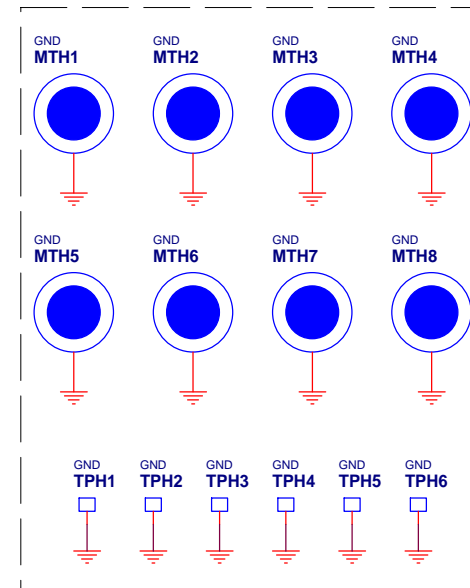 GND GND GND GND
MTH1 MTH2 MTH3 MTH4
GND GND GND GND
MTH5 MTH6 MTH7 MTH8
GND GND GND GND GND GND
TPH1 TPH2 TPH3 TPH4 TPH5 TPH6